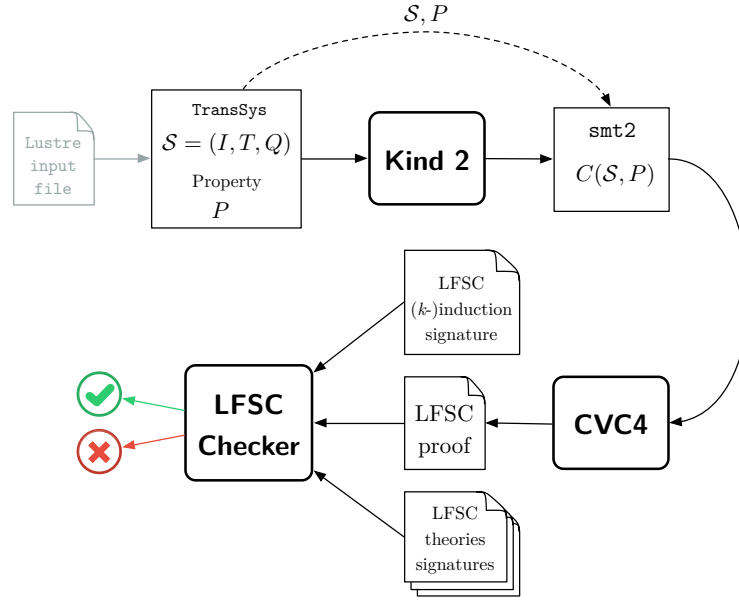 S, P
Lustre
input
file
TransSys
S = (I, T, Q)
Property
P
Kind 2
smt2
C(S, P)
LFSC
(k-)induction
signature
LFSC
Checker
LFSC
proof
CVC4
LFSC
theories
signatures